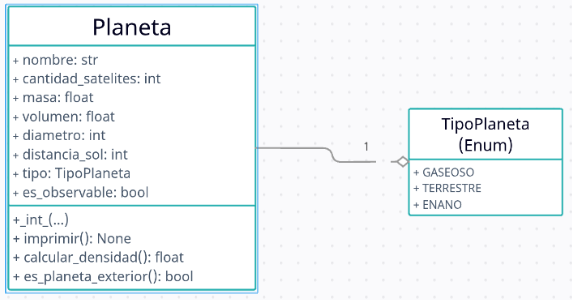 Planeta
+ nombre: str
+ cantidad_satelites: int
+ masa: float
+ volumen: float
+ diametro: int
+ distancia_sol: int
+ tipo: TipoPlaneta
+ es_observable: bool
+_int_(...)
+ imprimir(): None
+ calcular_densidad(): float
+ es_planeta_exterior(): bool
1
TipoPlaneta
(Enum)
+ GASEOSO
+ TERRESTRE
+ ENANO